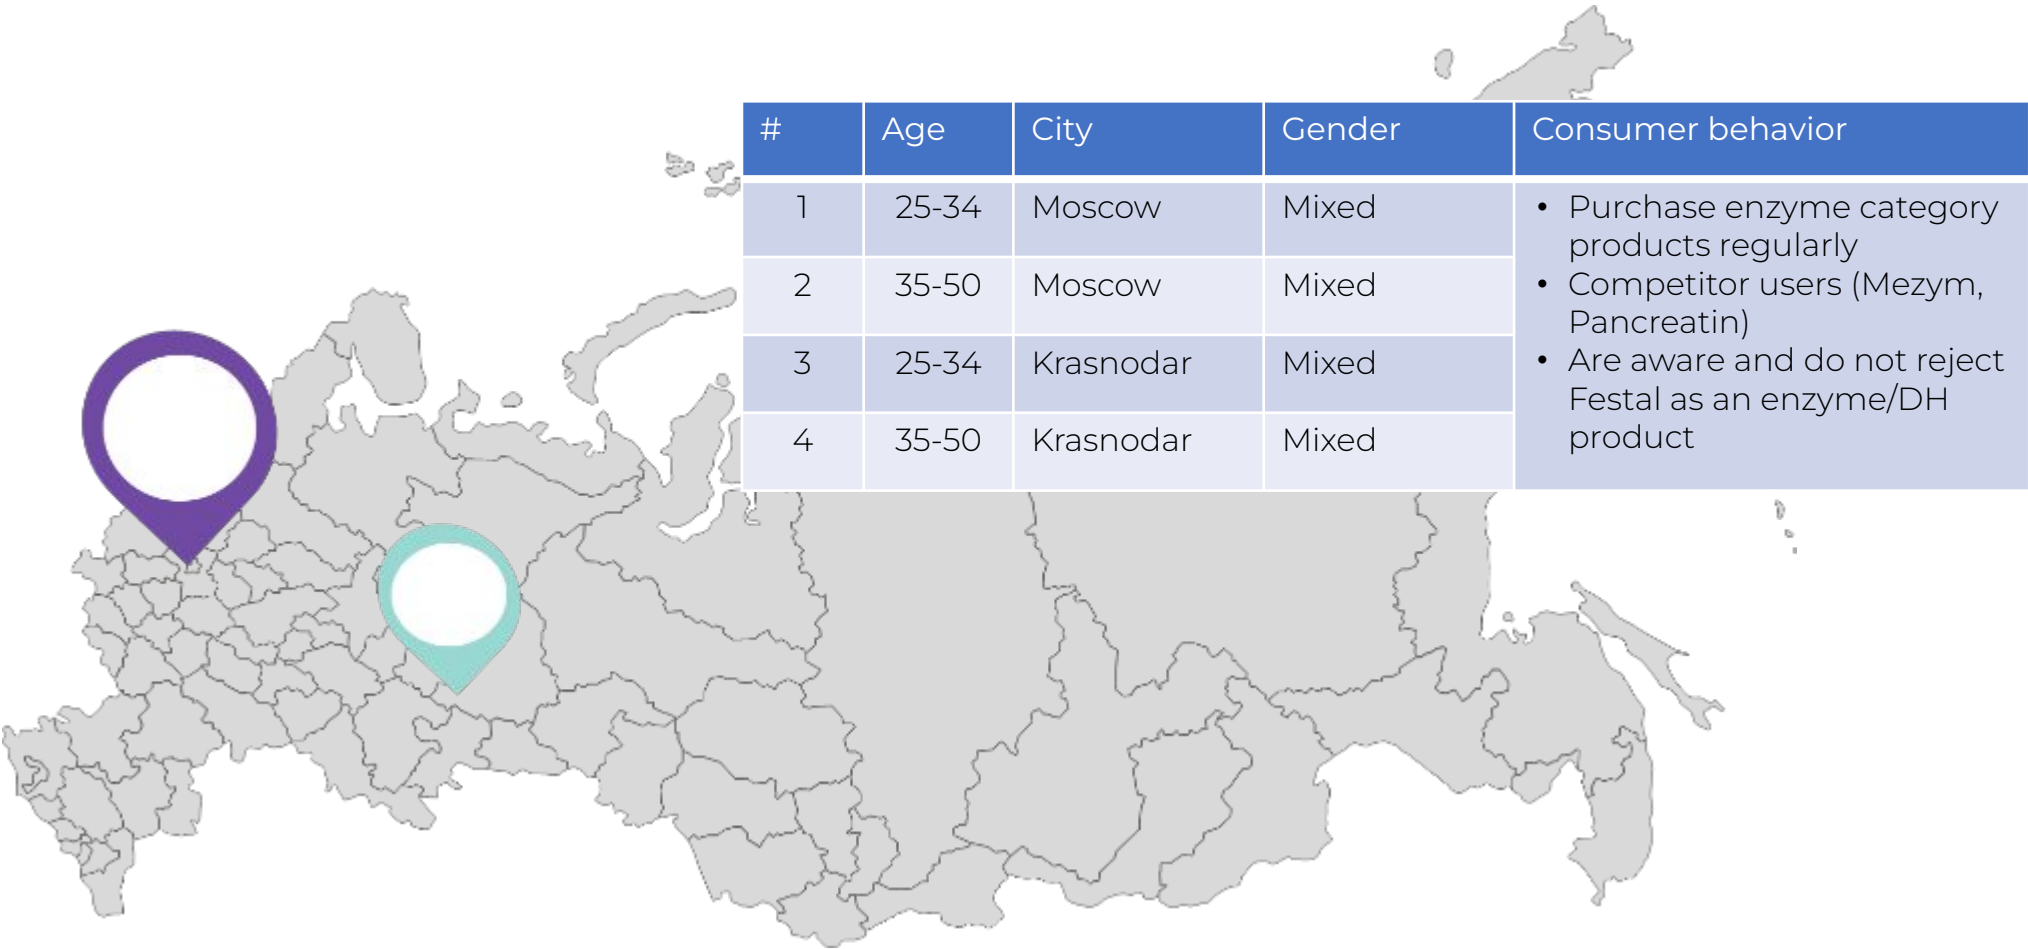 # Age City Gender Consumer behavior
1 25-34 Moscow Mixed
2 35-50 Moscow Mixed
3 25-34 Krasnodar Mixed
4 35-50 Krasnodar Mixed
• Purchase enzyme category
products regularly
• Competitor users (Mezym,
Pancreatin)
• Are aware and do not reject
Festal as an enzyme/DH
product